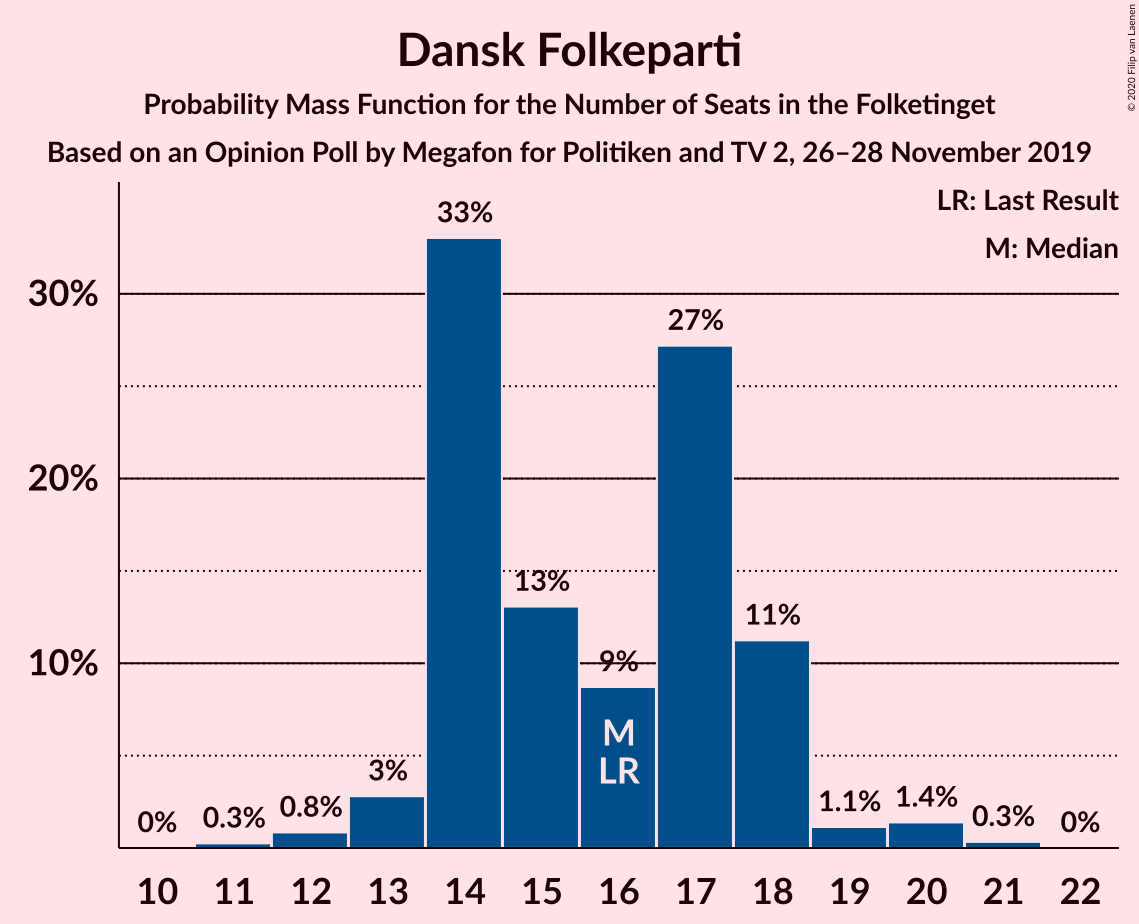 Dansk Folkeparti
Probability Mass Function for the Number of Seats in the Folketinget
Based on an Opinion Poll by Megafon for Politiken and TV 2, 26–28 November 2019
© 2020 Filip van Laenen
LR: Last Result
M: Median
33%
30%
27%
20%
13%
11%
10%
9%
M
LR
3%
0%
0.3%
0.8%
1.1%
1.4%
0.3%
0%
10 11 12 13 14 15 16 17 18 19 20 21 22